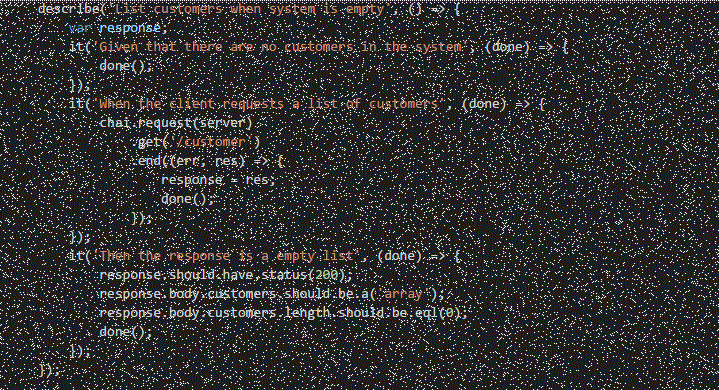 describe('List customers when system is empty', () => {
    var response;
    it('Given that there are no customers in the system', (done) => {
        done();
    });
    it('When the client requests a list of customers', (done) => {
        chai.request(server)
            .get('/customer')
            .end((err, res) => {
                response = res;
                done();
            });
    });
    it('Then the response is a empty list', (done) => {
        response.should.have.status(200);
        response.body.customers.should.be.a('array');
        response.body.customers.length.should.be.eql(0);
        done();
    });
});